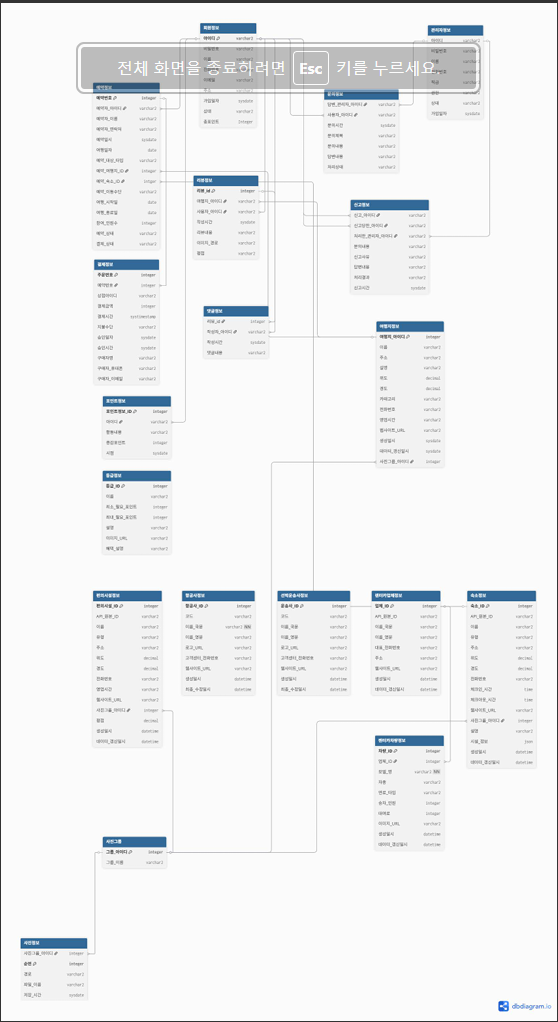 회원정보
아이디 varchar2
비밀번호
가입일자 sysdate
상태 varchar2
총포인트 Integer
관리자정보
아이디 varchar2
비밀번호
상태 varchar2
가입일자 sysdate
전체 화면을 종료하려면 Esc 키를 누르세요.
예약정보
예약번호 integer
예약자_아이디 varchar2
예약자_이름 varchar2
예약자_연락처 varchar2
예약일시 sysdate
여행일자 date
예약_대상_타입 varchar2
예약_여행지_ID integer
예약_숙소_ID integer
예약_이동수단 varchar2
여행_시작일 date
여행_종료일 date
참여_인원수 integer
예약_상태 varchar2
결제_상태 varchar2
문의정보
답변_관리자_아이디 varchar2
사용자_아이디 varchar2
문의시간 sysdate
문의제목 varchar2
문의내용 varchar2
답변내용 varchar2
처리상태 varchar2
리뷰정보
리뷰_id integer
여행지_아이디 varchar2
사용자_아이디 varchar2
작성시간 sysdate
리뷰내용 varchar2
이미지_경로 varchar2
평점 varchar2
신고정보
신고_아이디 varchar2
신고당한_아이디 varchar2
처리한_관리자_아이디 varchar2
문의내용 varchar2
신고사유 varchar2
답변내용 varchar2
처리결과 varchar2
신고시간 sysdate
결제정보
주문번호 integer
예약번호 integer
상점아이디 varchar2
결제금액 integer
결제시간 systimestamp
지불수단 varchar2
승인일자 sysdate
승인시간 sysdate
구매자명 varchar2
구매자_휴대폰 varchar2
구매자_이메일 varchar2
댓글정보
리뷰_id integer
작성자_아이디 varchar2
작성시간 sysdate
댓글내용 varchar2
여행지정보
여행지_아이디 integer
이름 varchar2
주소 varchar2
설명 varchar2
위도 decimal
경도 decimal
카테고리 varchar2
전화번호 varchar2
영업시간 varchar2
웹사이트_URL varchar2
생성일시 sysdate
데이터_갱신일시 sysdate
사진그룹_아이디 integer
포인트정보
포인트정보_ID integer
아이디 varchar2
활동내용 varchar2
증감포인트 integer
시점 sysdate
등급정보
등급_ID integer
이름 varchar2
최소_필요_포인트 integer
최대_필요_포인트 integer
설명 varchar2
이미지_URL varchar2
혜택_설명 varchar2
편의시설정보
편의시설_ID integer
API_원본_ID varchar2
이름 varchar2
유형 varchar2
주소 varchar2
위도 decimal
경도 decimal
전화번호 varchar2
영업시간 varchar2
웹사이트_URL varchar2
사진그룹_아이디 integer
평점 decimal
생성일시 datetime
데이터_갱신일시 datetime
항공사정보
항공사_ID integer
코드 varchar2
이름_국문 varchar2 NN
이름_영문 varchar2
로고_URL varchar2
고객센터_전화번호 varchar2
웹사이트_URL varchar2
생성일시 datetime
최종_수정일시 datetime
선박운송사정보
운송사_ID integer
코드 varchar2
이름_국문 varchar2
이름_영문 varchar2
로고_URL varchar2
고객센터_전화번호 varchar2
웹사이트_URL varchar2
생성일시 datetime
최종_수정일시 datetime
렌터카업체정보
업체_ID integer
API_원본_ID varchar2
이름_국문 varchar2
이름_영문 varchar2
대표_전화번호 varchar2
주소 varchar2
웹사이트_URL varchar2
생성일시 datetime
데이터_갱신일시 datetime
숙소정보
숙소_ID integer
API_원본_ID varchar2
이름 varchar2
유형 varchar2
주소 varchar2
위도 decimal
경도 decimal
전화번호 varchar2
체크인_시간 time
체크아웃_시간 time
웹사이트_URL varchar2
사진그룹_아이디 integer
설명 varchar2
시설_정보 json
생성일시 datetime
데이터_갱신일시 datetime
렌터카차량정보
차량_ID integer
업체_ID integer
모델_명 varchar2 NN
차종 varchar2
연료_타입 varchar2
승차_인원 integer
대여료 integer
이미지_URL varchar2
생성일시 datetime
데이터_갱신일시 datetime
사진그룹
그룹_아이디 integer
그룹_이름 varchar2
사진정보
사진그룹_아이디 integer
순번 integer
경로 varchar2
파일_이름 varchar2
저장_시간 sysdate
dbdiagram.io